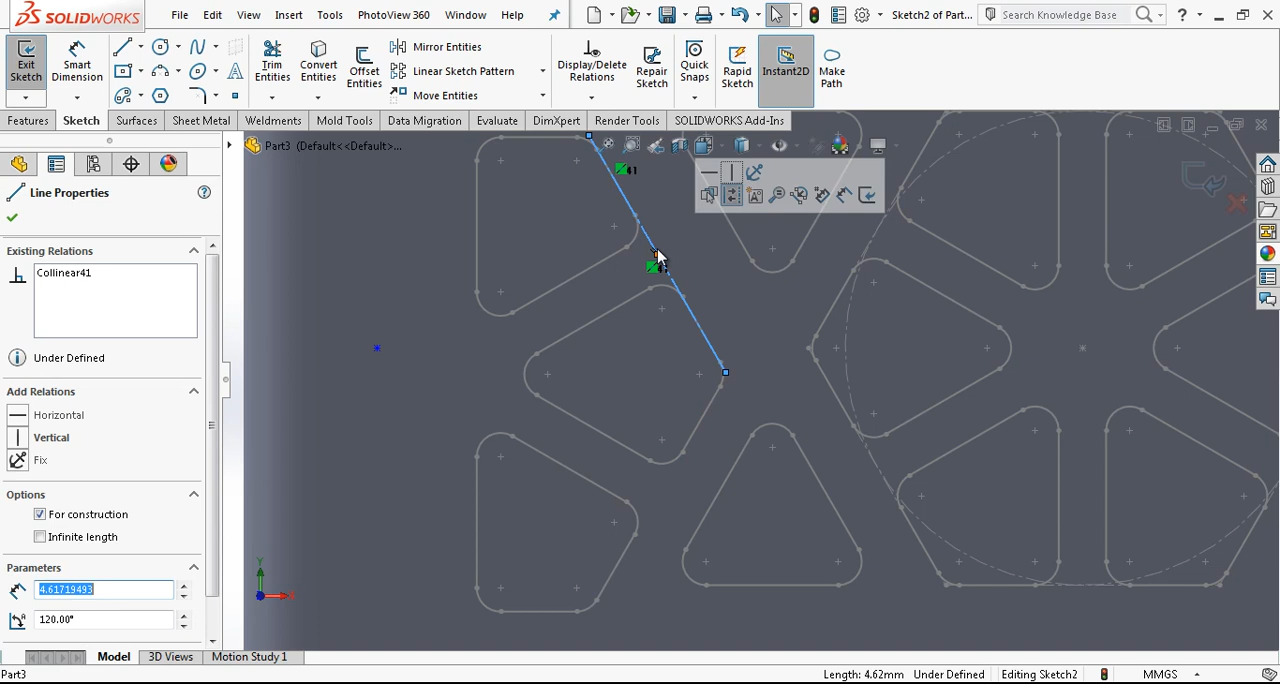 SOLIDWORKS File Edit View Insert Tools PhotoView 360 Window Help Sketch2 of Part... Search Knowledge Base ?
Exit Sketch
Smart Dimension
Trim Entities
Convert Entities
Offset Entities
Mirror Entities
Linear Sketch Pattern
Move Entities
Display/Delete Relations
Repair Sketch
Quick Snaps
Rapid Sketch
Instant2D
Make Path
Features Sketch Surfaces Sheet Metal Weldments Mold Tools Data Migration Evaluate DimXpert Render Tools SOLIDWORKS Add-Ins
Part3 (Default<<Default>...
Line Properties ?
Existing Relations
Collinear41
Under Defined
Add Relations
Horizontal
Vertical
Fix
Options
For construction
Infinite length
Parameters
4.61719493
120.00°
41
Y
Model 3D Views Motion Study 1
Part3 Length: 4.62mm Under Defined Editing Sketch2 MMGS